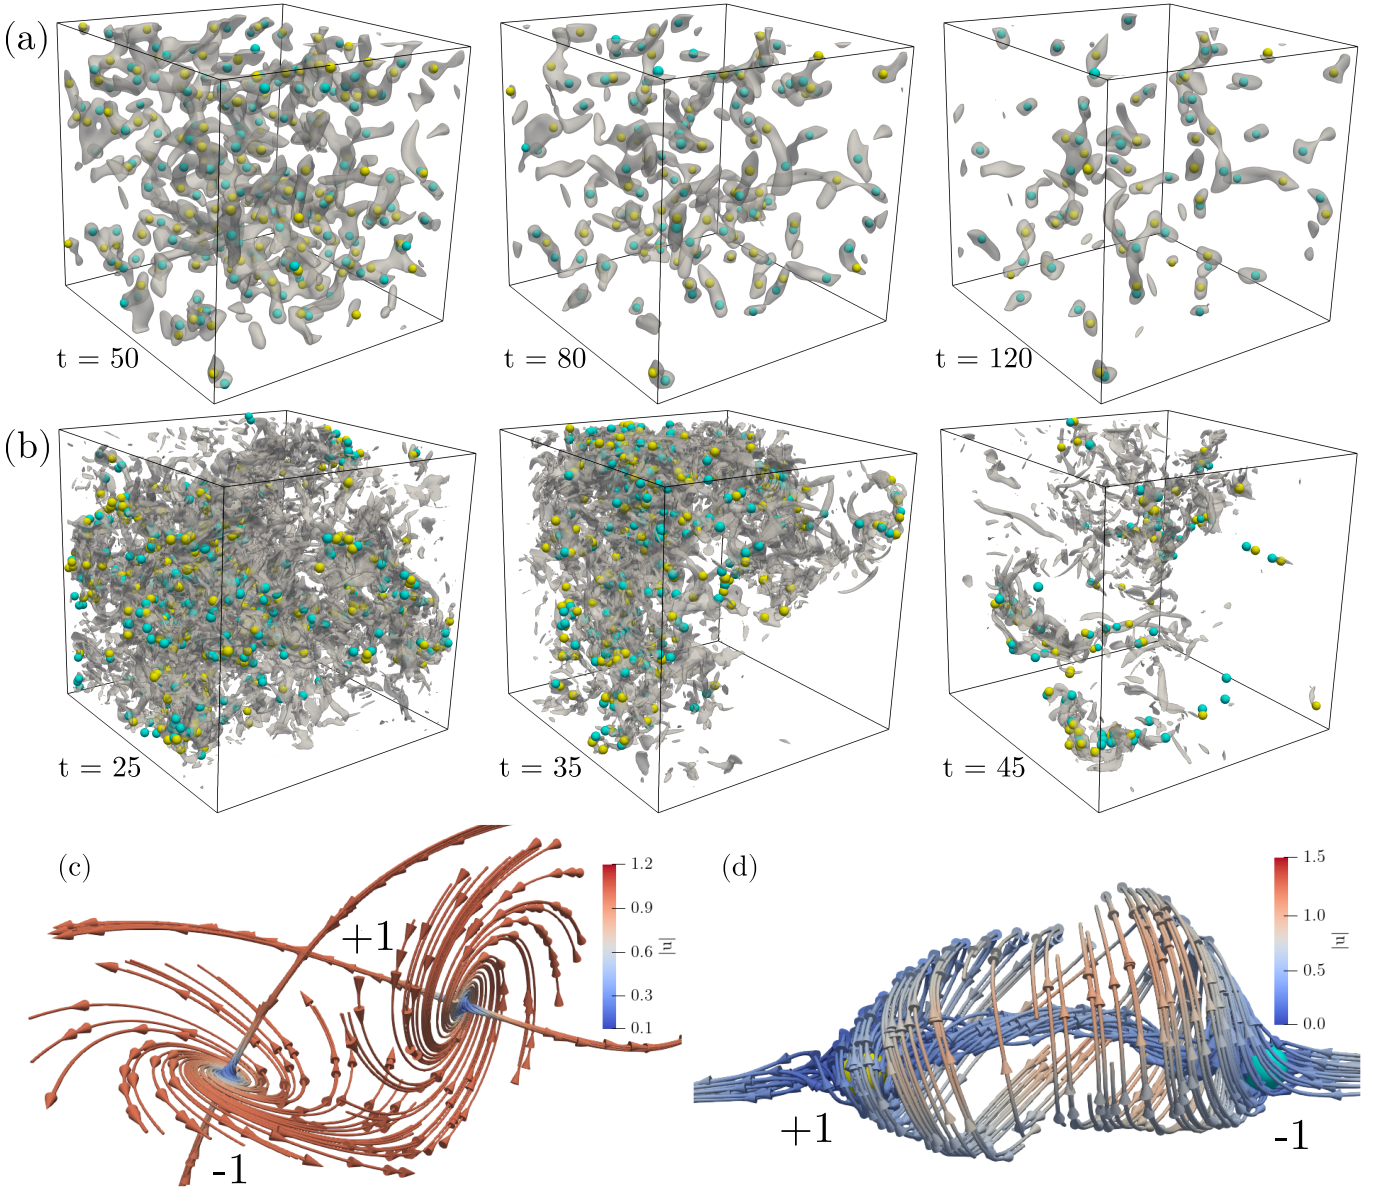 (a)
t = 50
t = 80
t = 120
(b)
t = 25
t = 35
t = 45
(c)
+1
-1
1.2
0.9
0.6
0.3
0.1
|u|
(d)
+1
-1
1.5
1.0
0.5
0.0
|u|